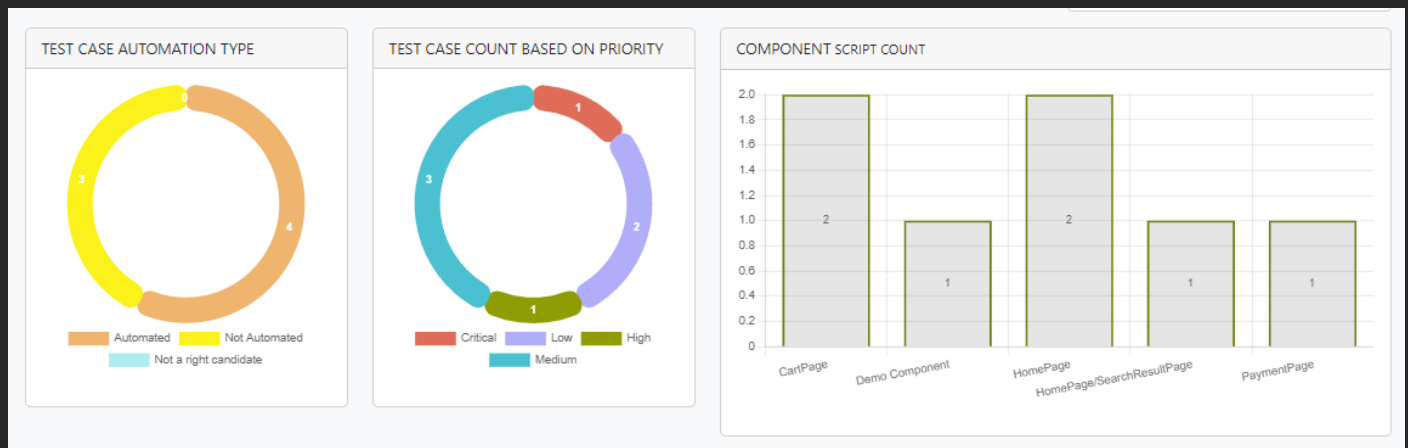 TEST CASE AUTOMATION TYPE
0
3
4
Automated Not Automated
Not a right candidate
TEST CASE COUNT BASED ON PRIORITY
1
3
2
1
Critical Low High
Medium
COMPONENT SCRIPT COUNT
2.0
1.8
1.6
1.4
1.2
1.0
0.8
0.6
0.4
0.2
0
2
1
2
1
1
CartPage
Demo Component
HomePage
HomePage/SearchResultPage
PaymentPage